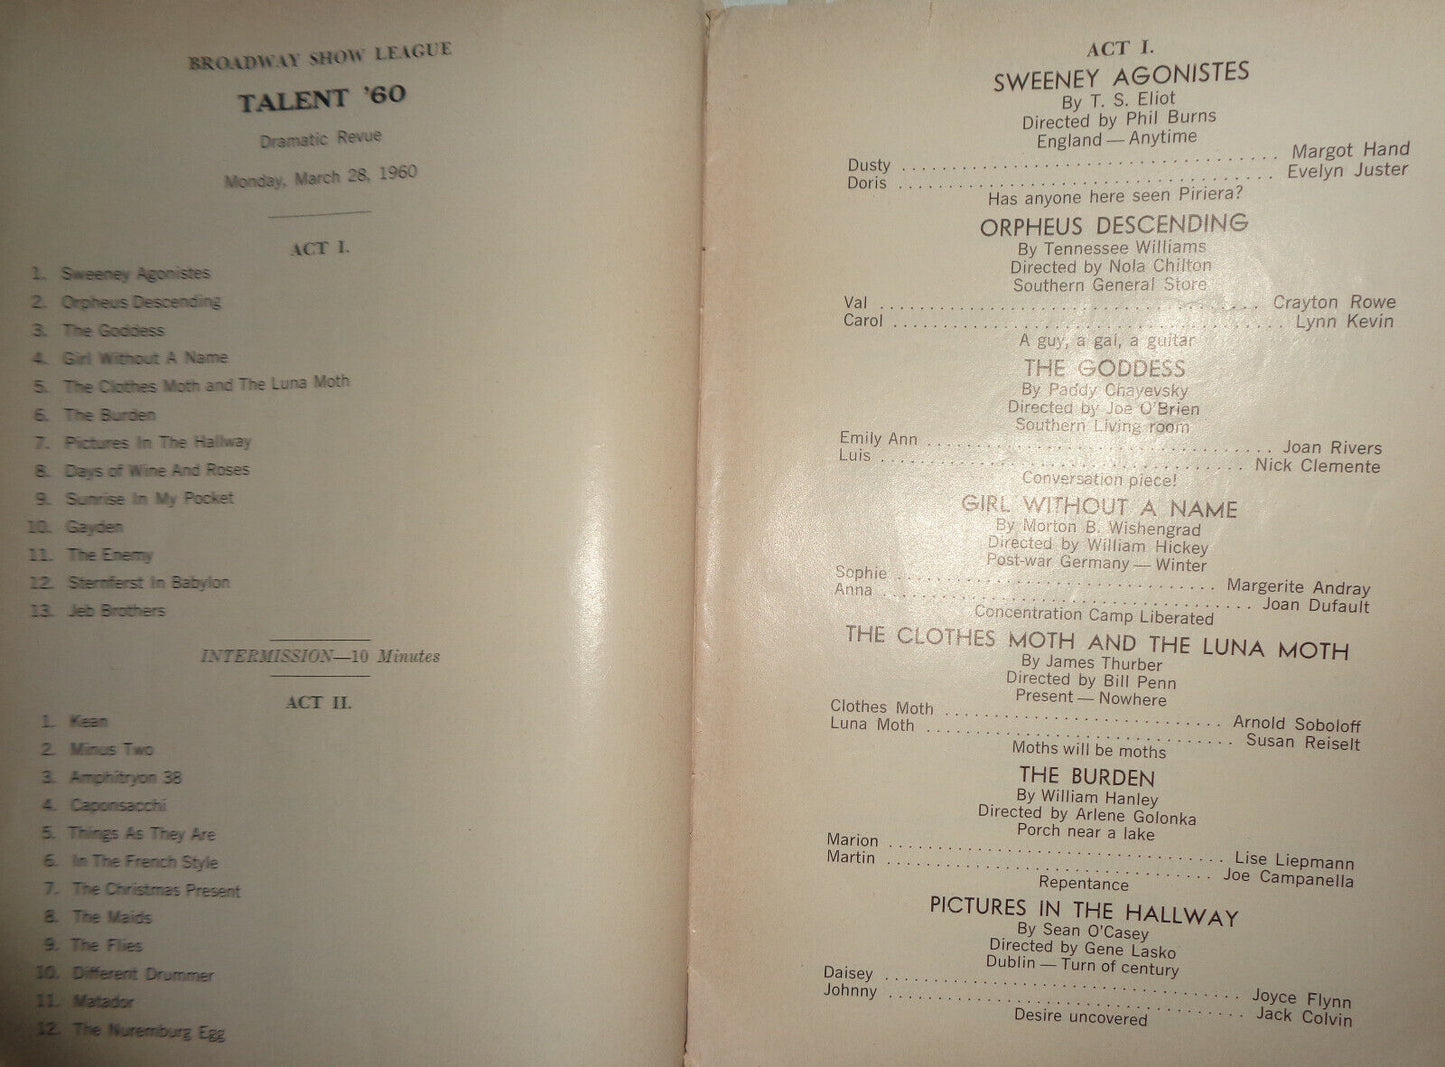 BROADWAY SHOW LEAGUE
TALENT '60
Dramatic Revue
Monday, March 28, 1960
ACT I.
1. Sweeney Agonistes
2. Orpheus Descending
3. The Goddess
4. Girl Without A Name
5. The Clothes Moth and The Luna Moth
6. The Burden
7. Pictures In The Hallway
8. Days of Wine And Roses
9. Sunrise In My Pocket
10. Gayden
11. The Enemy
12. Sternferst In Babylon
13. Jeb Brothers
INTERMISSION—10 Minutes
ACT II.
1. Kean
2. Minus Two
3. Amphitryon 38
4. Caponsacchi
5. Things As They Are
6. In The French Style
7. The Christmas Present
8. The Maids
9. The Flies
10. Different Drummer
11. Matador
12. The Nuremburg Egg
ACT I.
SWEENEY AGONISTES
By T. S. Eliot
Directed by Phil Burns
England — Anytime
Dusty . . . . . . . . . . . . . . . . . . . . . . . . . . . . Margot Hand
Doris . . . . . . . . . . . . . . . . . . . . . . . . . . . . Evelyn Juster
Has anyone here seen Piriera?
ORPHEUS DESCENDING
By Tennessee Williams
Directed by Nola Chilton
Southern General Store
Val . . . . . . . . . . . . . . . . . . . . . . . . . . . . Crayton Rowe
Carol . . . . . . . . . . . . . . . . . . . . . . . . . . . . Lynn Kevin
A guy, a gal, a guitar
THE GODDESS
By Paddy Chayevsky
Directed by Joe O'Brien
Southern Living room
Emily Ann . . . . . . . . . . . . . . . . . . . . . . . . . . Joan Rivers
Luis . . . . . . . . . . . . . . . . . . . . . . . . . . . . Nick Clemente
Conversation piece!
GIRL WITHOUT A NAME
By Morton B. Wishengrad
Directed by William Hickey
Post-war Germany — Winter
Sophie . . . . . . . . . . . . . . . . . . . . . . . . . . Margerite Andray
Anna . . . . . . . . . . . . . . . . . . . . . . . . . . . . Joan Dufault
Concentration Camp Liberated
THE CLOTHES MOTH AND THE LUNA MOTH
By James Thurber
Directed by Bill Penn
Present — Nowhere
Clothes Moth . . . . . . . . . . . . . . . . . . . . . . Arnold Soboloff
Luna Moth . . . . . . . . . . . . . . . . . . . . . . . . Susan Reiselt
Moths will be moths
THE BURDEN
By William Hanley
Directed by Arlene Golonka
Porch near a lake
Marion . . . . . . . . . . . . . . . . . . . . . . . . . . Lise Liepmann
Martin . . . . . . . . . . . . . . . . . . . . . . . . . . Joe Campanella
Repentance
PICTURES IN THE HALLWAY
By Sean O'Casey
Directed by Gene Lasko
Dublin — Turn of century
Daisey . . . . . . . . . . . . . . . . . . . . . . . . . . Joyce Flynn
Johnny . . . . . . . . . . . . . . . . . . . . . . . . . . Jack Colvin
Desire uncovered